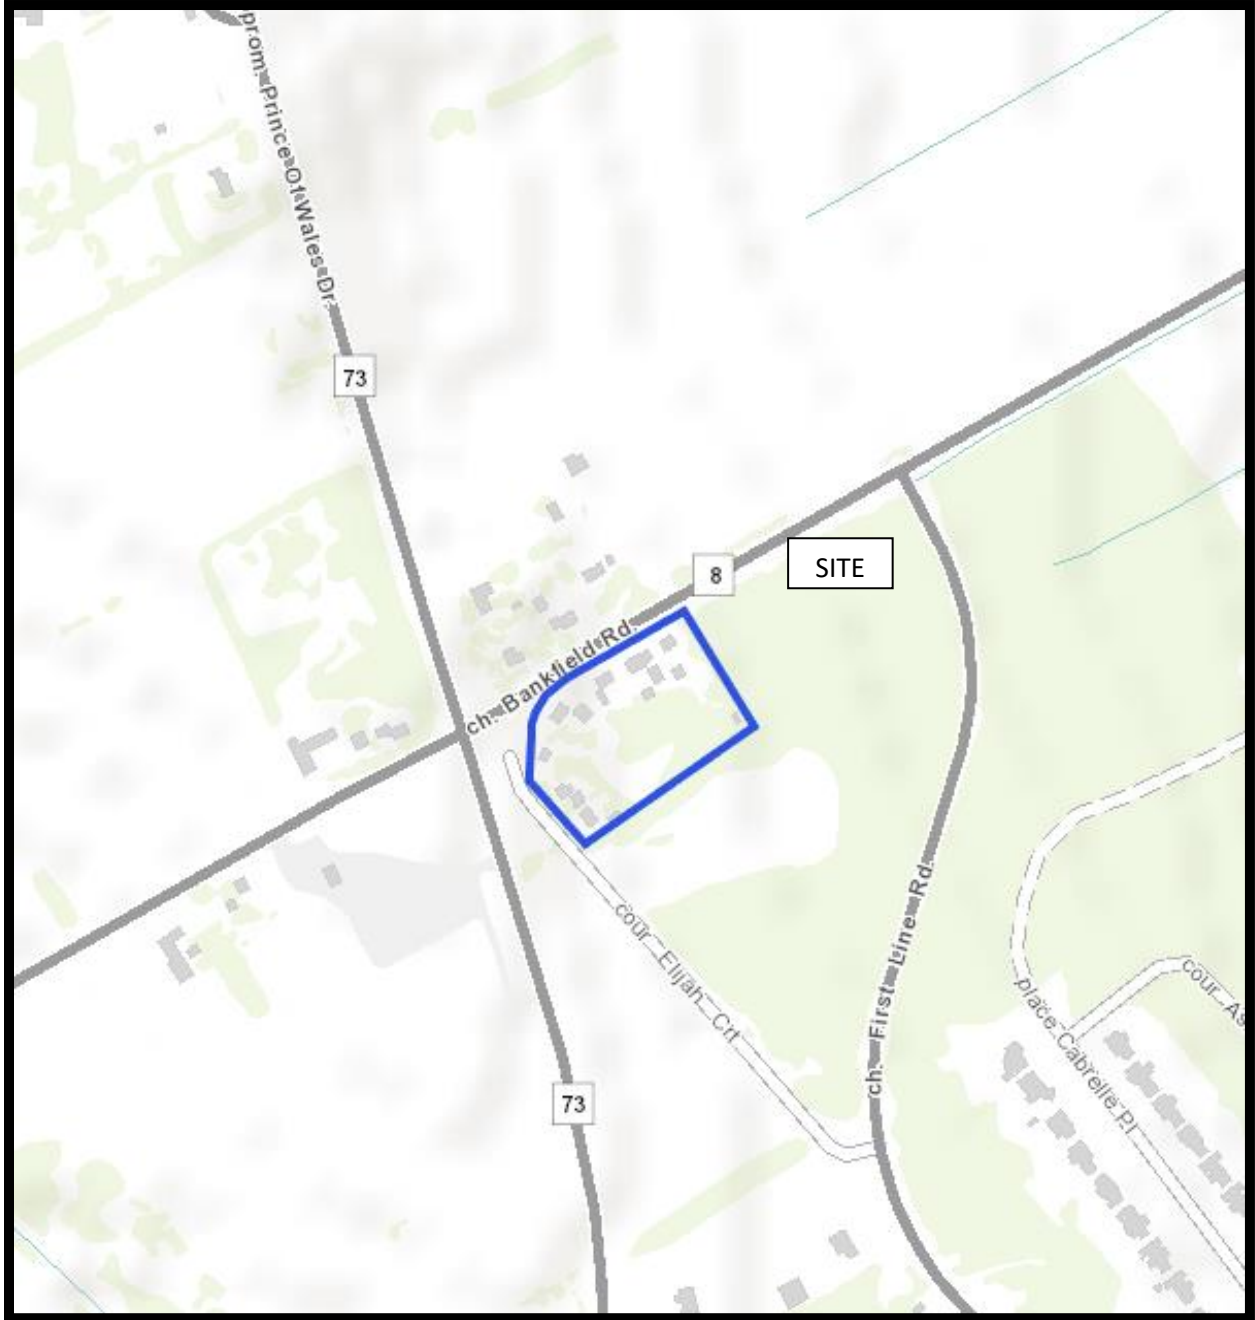 prom. Prince Of Wales Dr.
73
8
SITE
ch. Bankfield Rd.
cour Elijah Crt
ch. First Line Rd.
place Cabrelle Pl
cour As
73